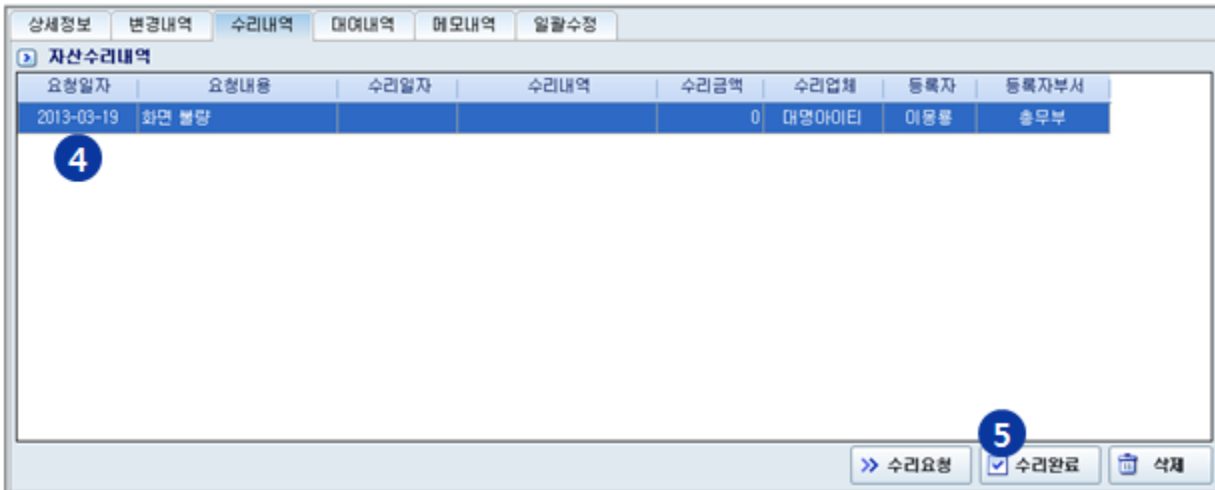 상세정보 변경내역 수리내역 대여내역 메모내역 일괄수정
자산수리내역
요청일자 요청내용 수리일자 수리내역 수리금액 수리업체 등록자 등록자부서
2013-03-19 화면 불량 0 대명아이티 이몽룡 총무부
4
5
수리요청 수리완료 삭제